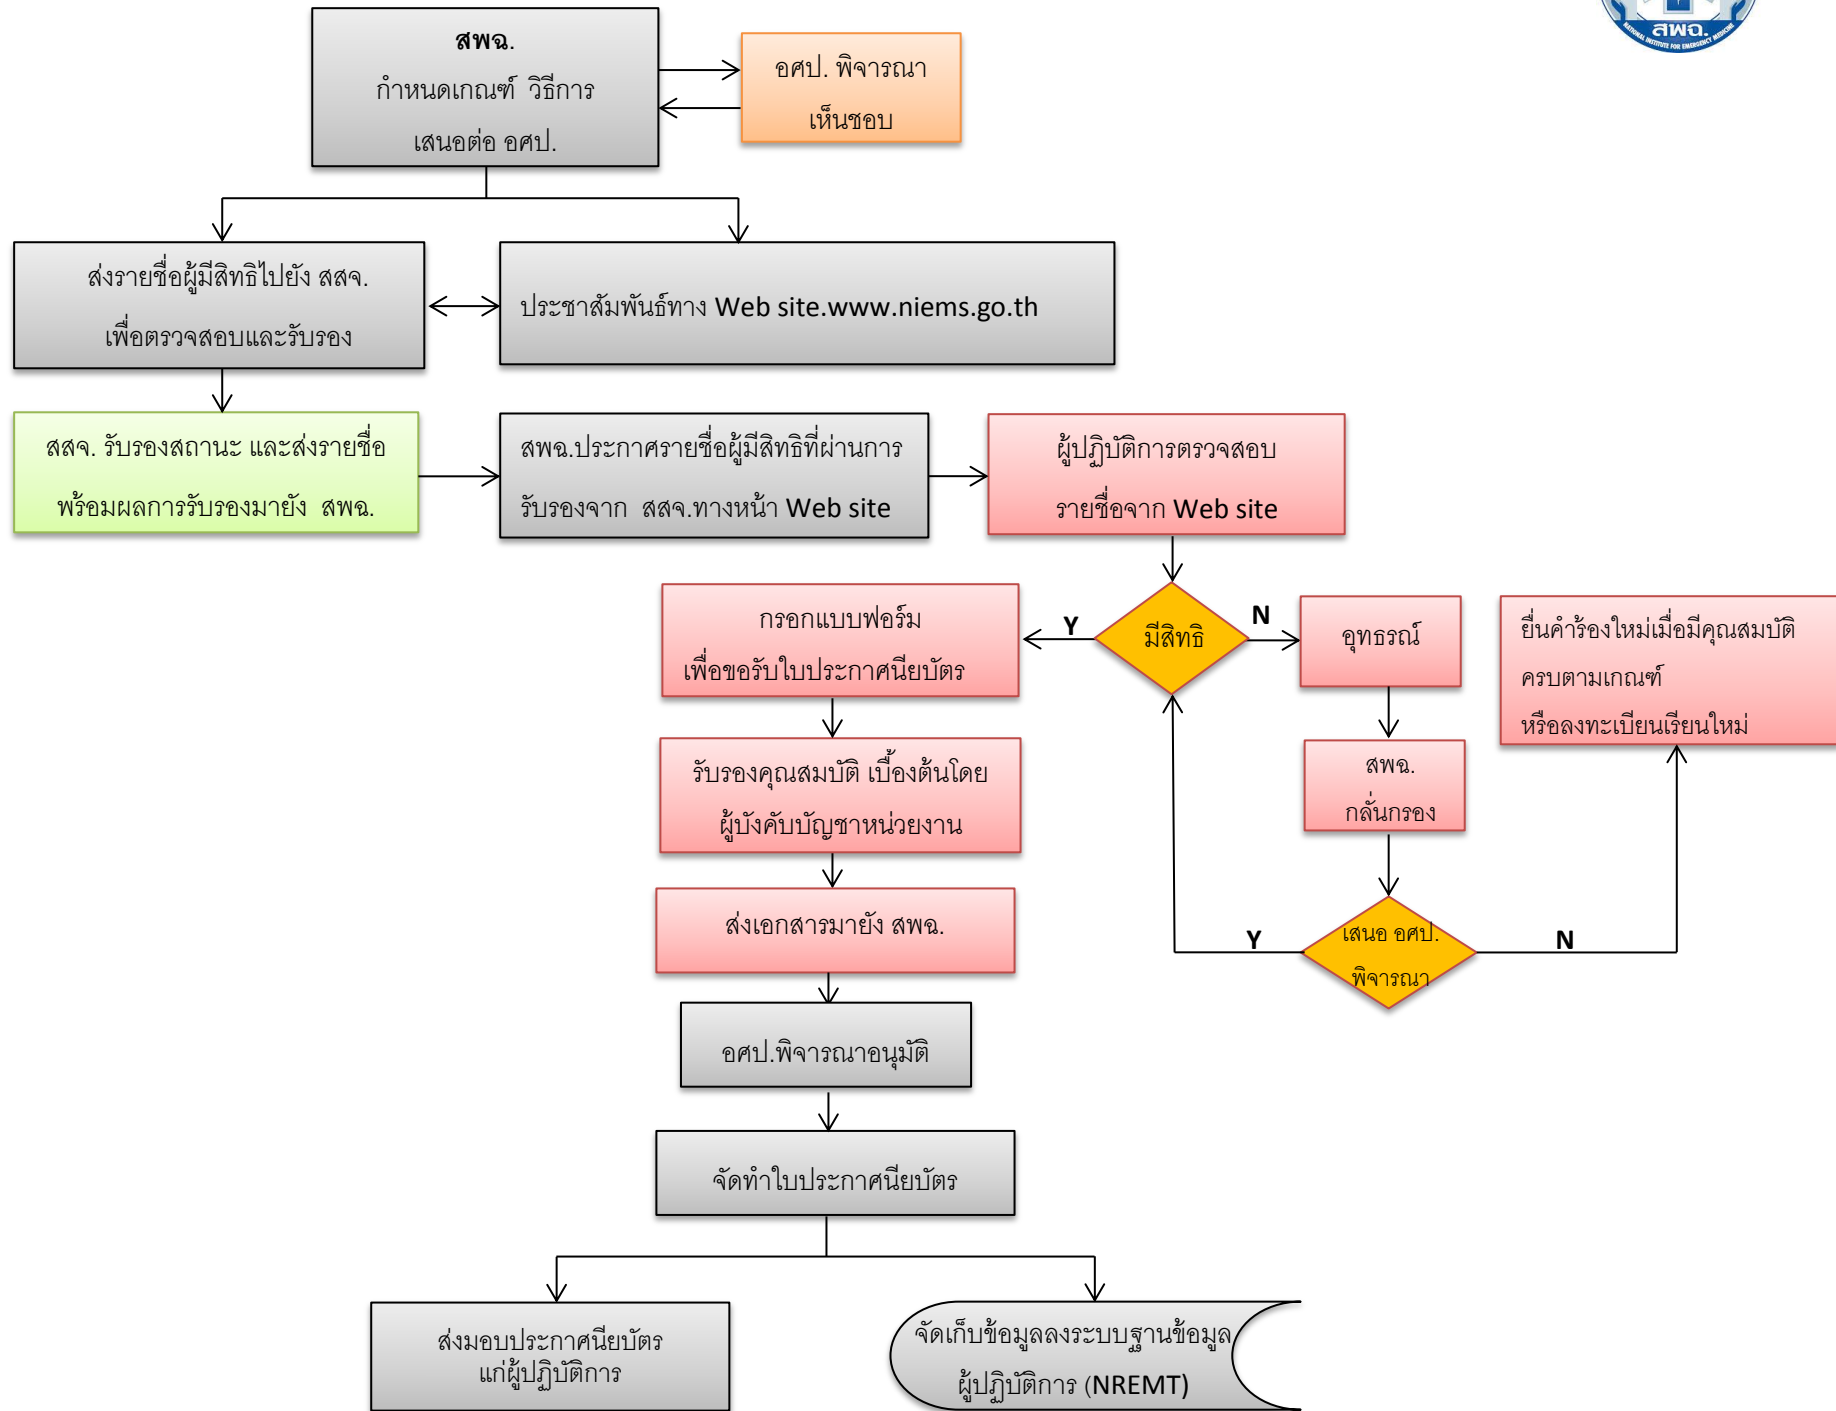 สพฉ.
NATIONAL INSTITUTE FOR EMERGENCY MEDICINE
สพฉ.
กำหนดเกณฑ์ วิธีการ
เสนอต่อ อศป.
อศป. พิจารณา
เห็นชอบ
ส่งรายชื่อผู้มีสิทธิไปยัง สสจ.
เพื่อตรวจสอบและรับรอง
ประชาสัมพันธ์ทาง Web site.www.niems.go.th
สสจ. รับรองสถานะ และส่งรายชื่อ
พร้อมผลการรับรองมายัง สพฉ.
สพฉ.ประกาศรายชื่อผู้มีสิทธิที่ผ่านการ
รับรองจาก สสจ.ทางหน้า Web site
ผู้ปฏิบัติการตรวจสอบ
รายชื่อจาก Web site
กรอกแบบฟอร์ม
เพื่อขอรับใบประกาศนียบัตร
Y
มีสิทธิ
N
อุทธรณ์
ยื่นคำร้องใหม่เมื่อมีคุณสมบัติ
ครบตามเกณฑ์
หรือลงทะเบียนเรียนใหม่
รับรองคุณสมบัติ เบื้องต้นโดย
ผู้บังคับบัญชาหน่วยงาน
สพฉ.
กลั่นกรอง
ส่งเอกสารมายัง สพฉ.
Y
เสนอ อศป.
พิจารณา
N
อศป.พิจารณาอนุมัติ
จัดทำใบประกาศนียบัตร
ส่งมอบประกาศนียบัตร
แก่ผู้ปฏิบัติการ
จัดเก็บข้อมูลลงระบบฐานข้อมูล
ผู้ปฏิบัติการ (NREMT)